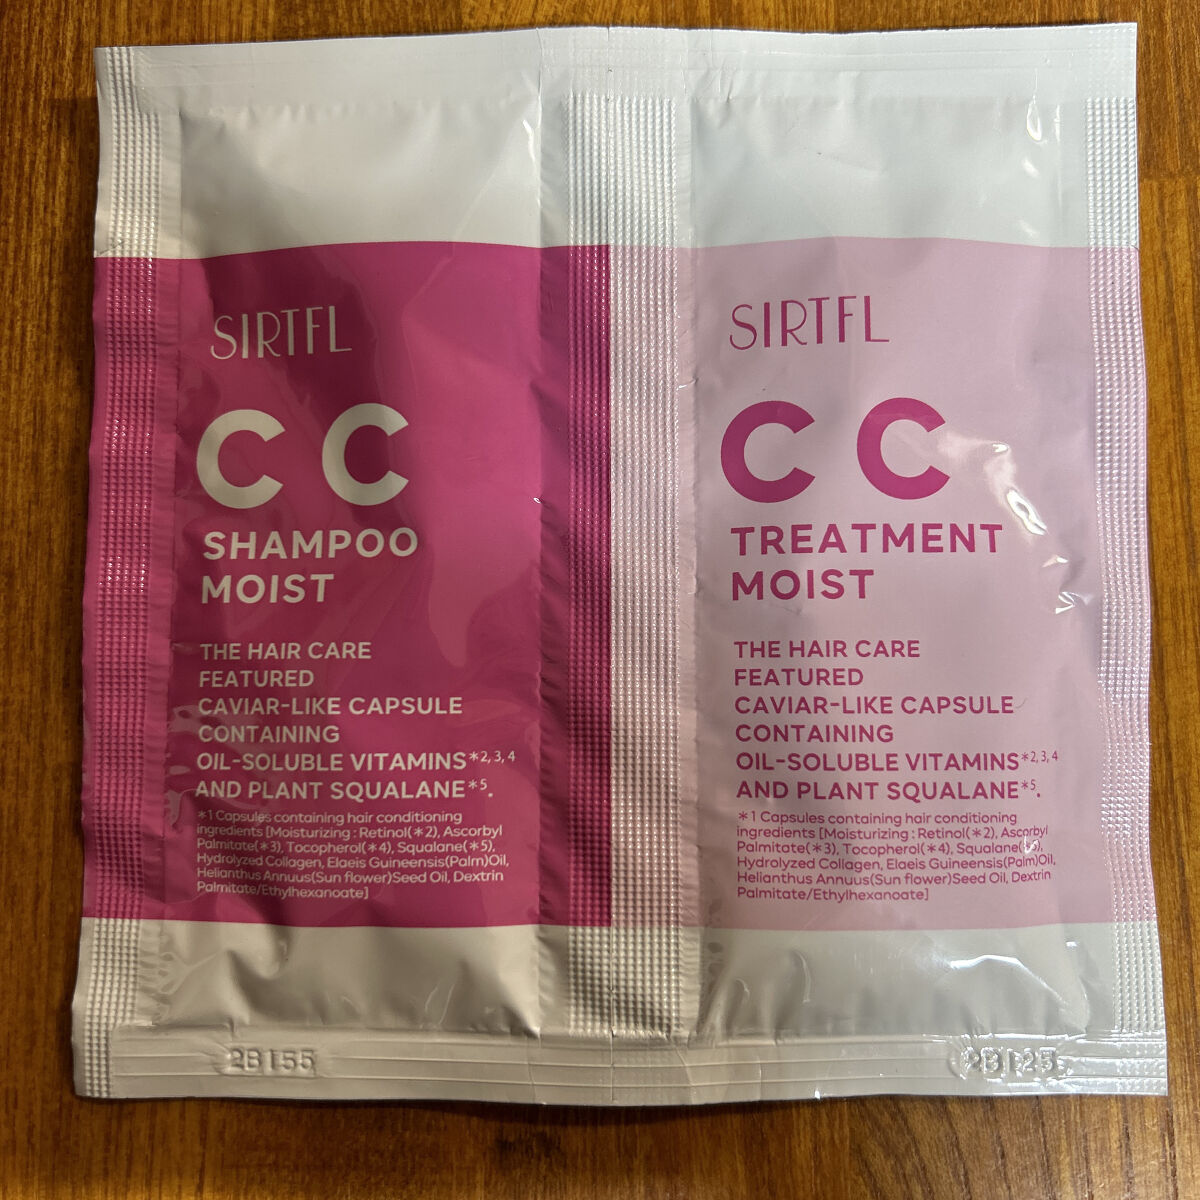 SIRTFL
CC
SHAMPOO
MOIST
THE HAIR CARE
FEATURED
CAVIAR-LIKE CAPSULE
CONTAINING
OIL-SOLUBLE VITAMINS*2, 3, 4
AND PLANT SQUALANE*5.
*1 Capsules containing hair conditioning
ingredients [Moisturizing : Retinol(*2), Ascorbyl
Palmitate(*3), Tocopherol(*4), Squalane(*5),
Hydrolyzed Collagen, Elaeis Guineensis(Palm)Oil,
Helianthus Annuus(Sun flower)Seed Oil, Dextrin
Palmitate/Ethylhexanoate]
2B155
SIRTFL
CC
TREATMENT
MOIST
THE HAIR CARE
FEATURED
CAVIAR-LIKE CAPSULE
CONTAINING
OIL-SOLUBLE VITAMINS*2, 3, 4
AND PLANT SQUALANE*5.
*1 Capsules containing hair conditioning
ingredients [Moisturizing : Retinol(*2), Ascorbyl
Palmitate(*3), Tocopherol(*4), Squalane(*5),
Hydrolyzed Collagen, Elaeis Guineensis(Palm)Oil,
Helianthus Annuus(Sun flower)Seed Oil, Dextrin
Palmitate/Ethylhexanoate]
2B125